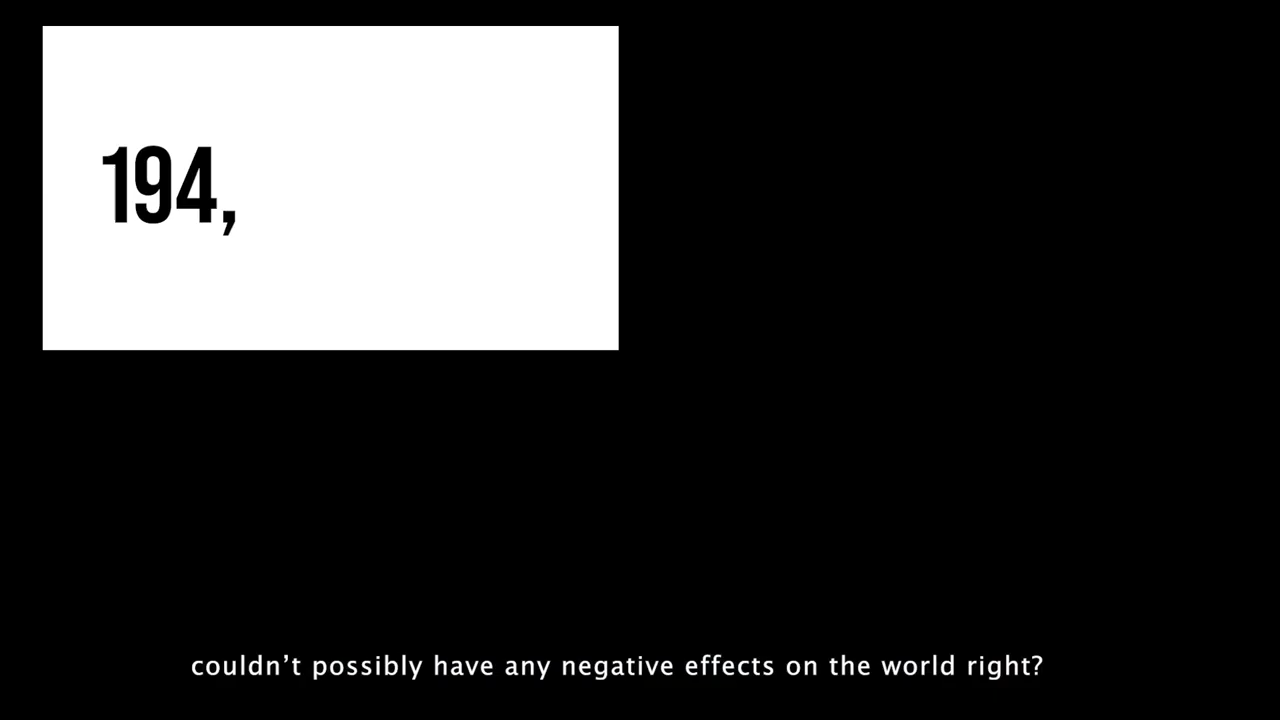 194,
couldn’t possibly have any negative effects on the world right?